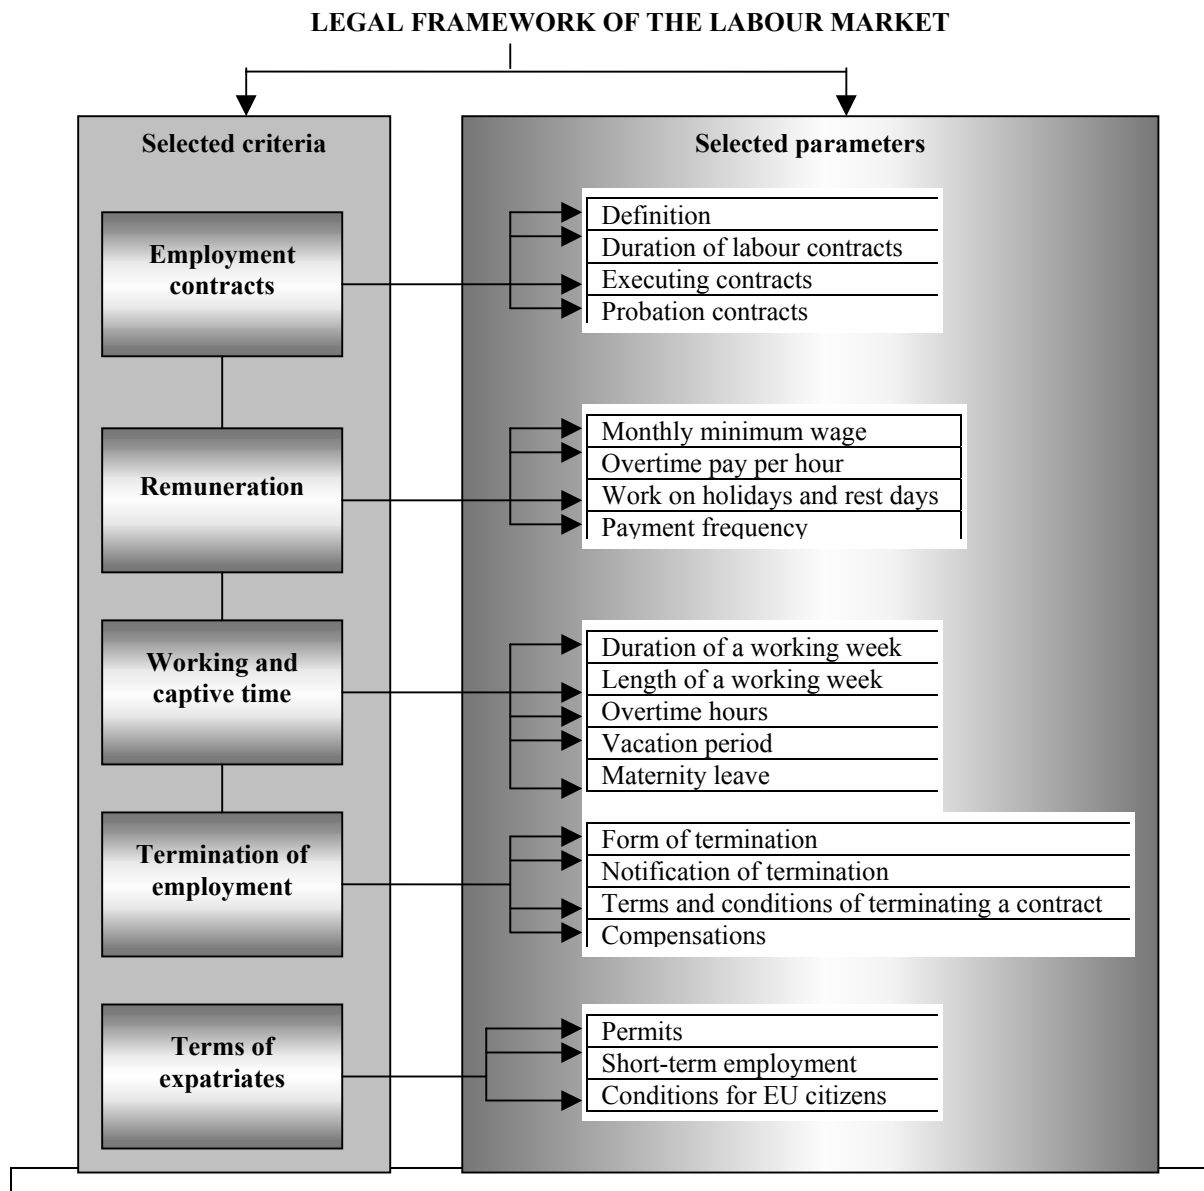 LEGAL FRAMEWORK OF THE LABOUR MARKET
Selected criteria
Selected parameters
Employment
contracts
Definition
Duration of labour contracts
Executing contracts
Probation contracts
Remuneration
Monthly minimum wage
Overtime pay per hour
Work on holidays and rest days
Payment frequency
Working and
captive time
Duration of a working week
Length of a working week
Overtime hours
Vacation period
Maternity leave
Termination of
employment
Form of termination
Notification of termination
Terms and conditions of terminating a contract
Compensations
Terms of
expatriates
Permits
Short-term employment
Conditions for EU citizens